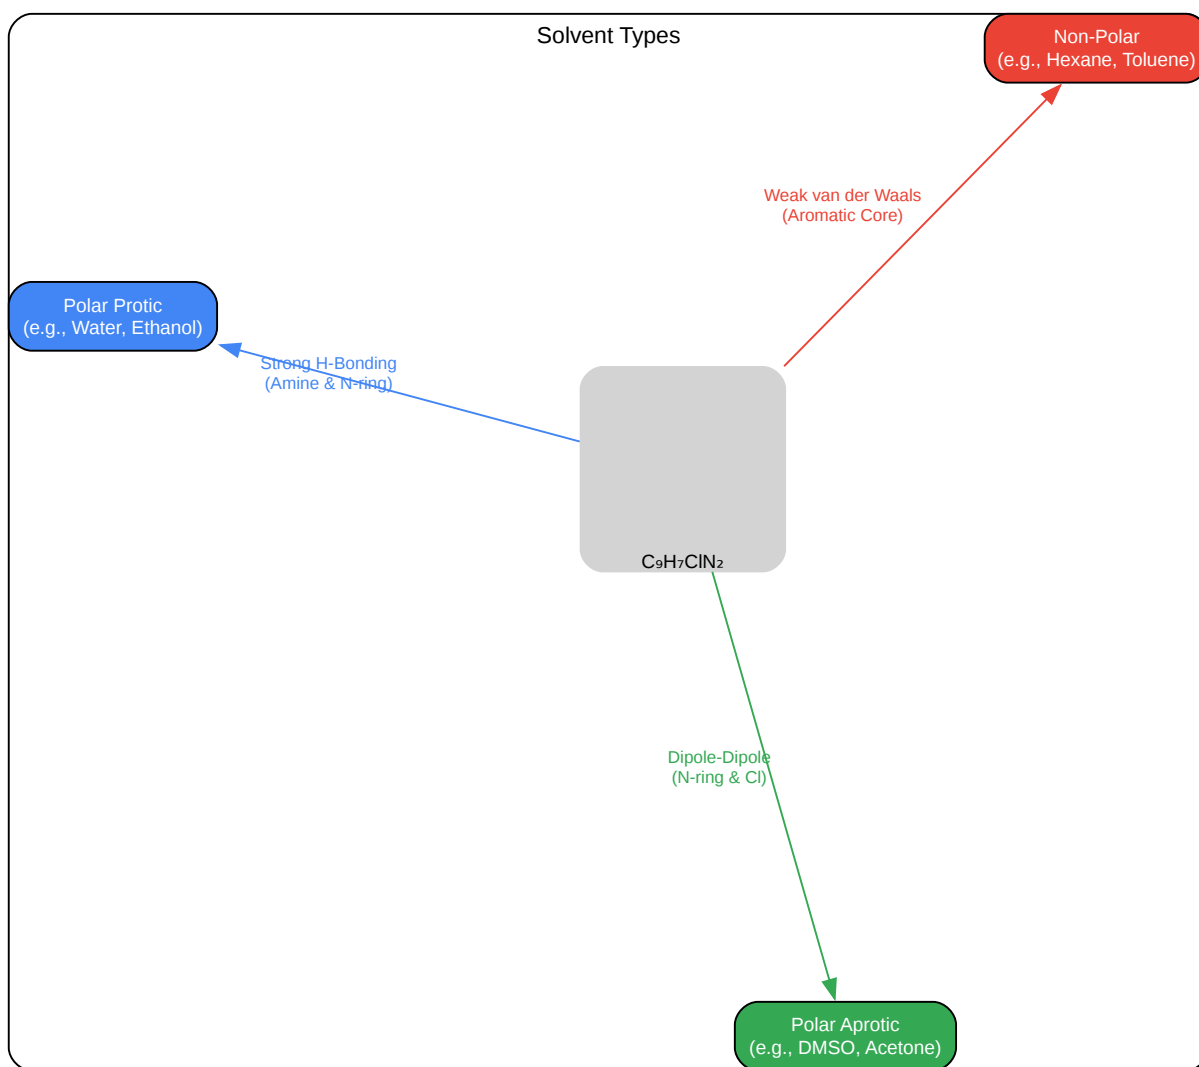 Solvent Types
Non-Polar
(e.g., Hexane, Toluene)
Weak van der Waals
(Aromatic Core)
Polar Protic
(e.g., Water, Ethanol)
Strong H-Bonding
(Amine & N-ring)
C₉H₇ClN₂
Dipole-Dipole
(N-ring & Cl)
Polar Aprotic
(e.g., DMSO, Acetone)